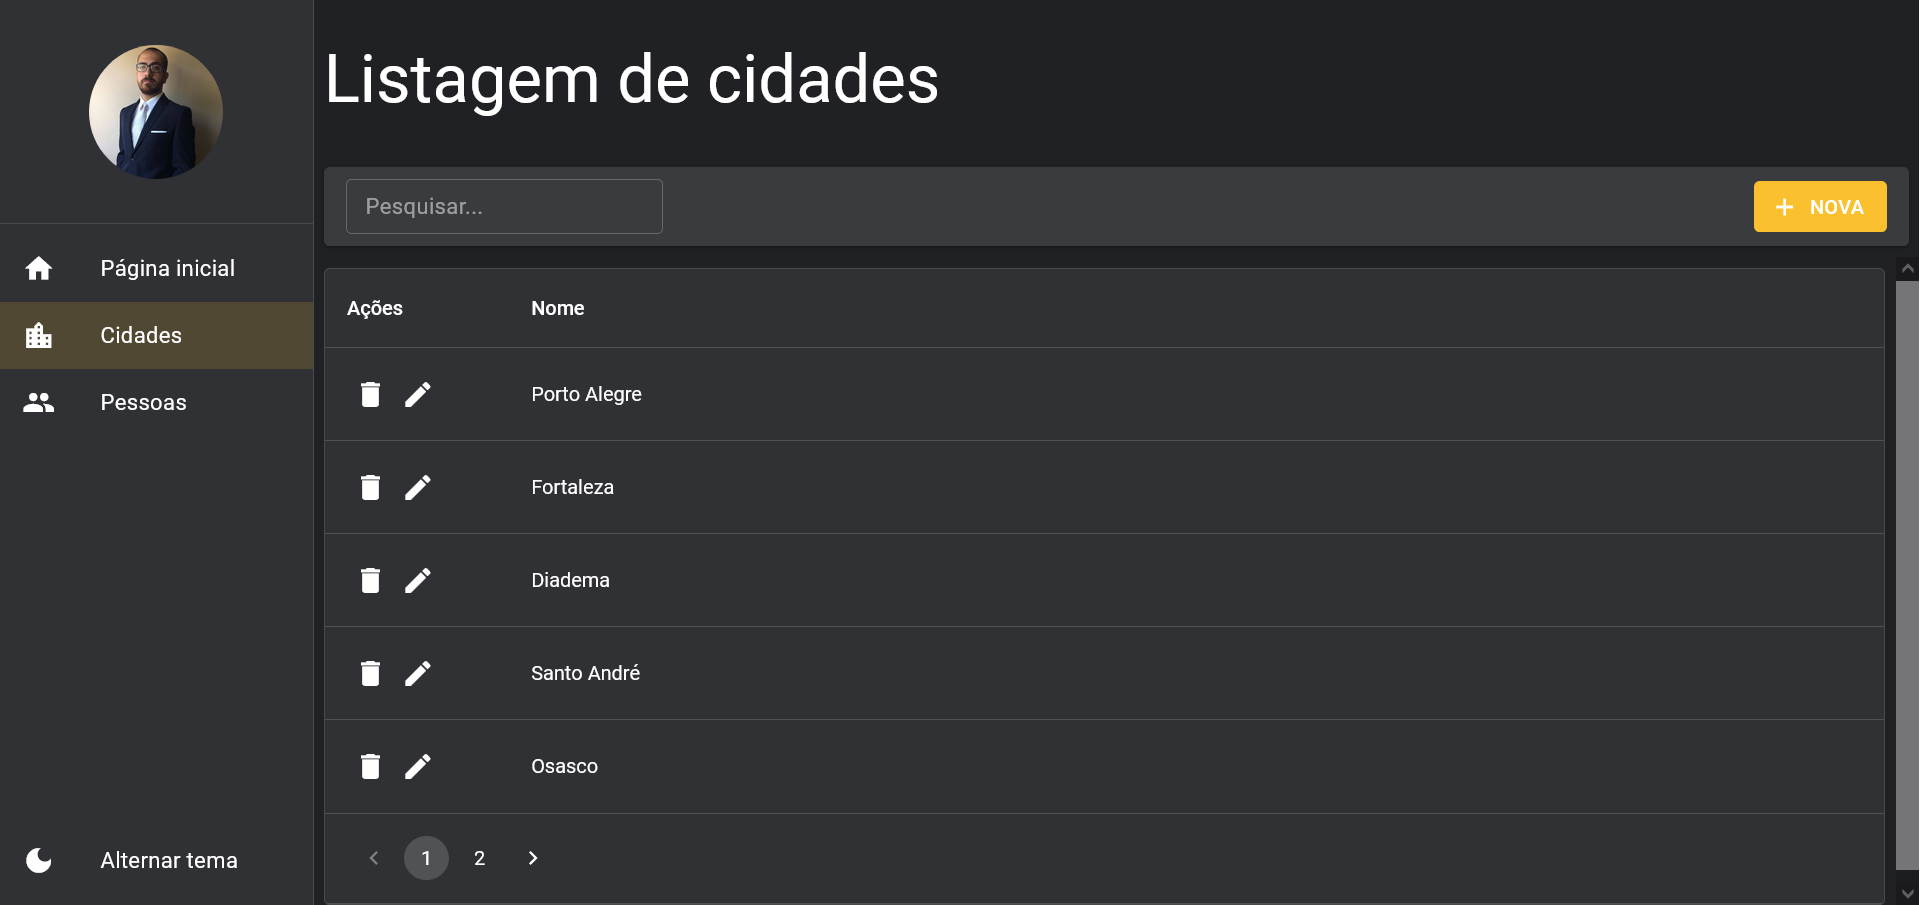 Listagem de cidades
Pesquisar...
NOVA
Página inicial
Cidades
Pessoas
Alternar tema
Ações Nome
Porto Alegre
Fortaleza
Diadema
Santo André
Osasco
1 2